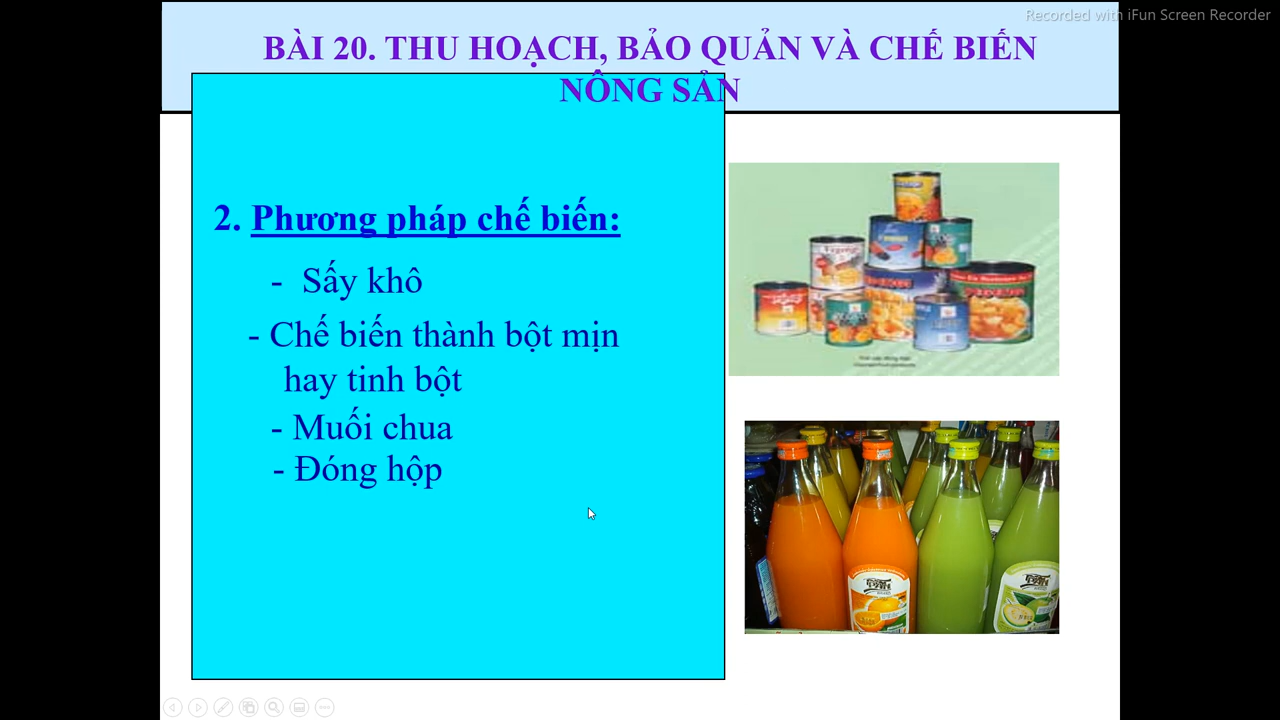 Recorded with iFun Screen Recorder
BÀI 20. THU HOẠCH, BẢO QUẢN VÀ CHẾ BIẾN
NÔNG SẢN
2. Phương pháp chế biến:
- Sấy khô
- Chế biến thành bột mịn
hay tinh bột
- Muối chua
- Đóng hộp